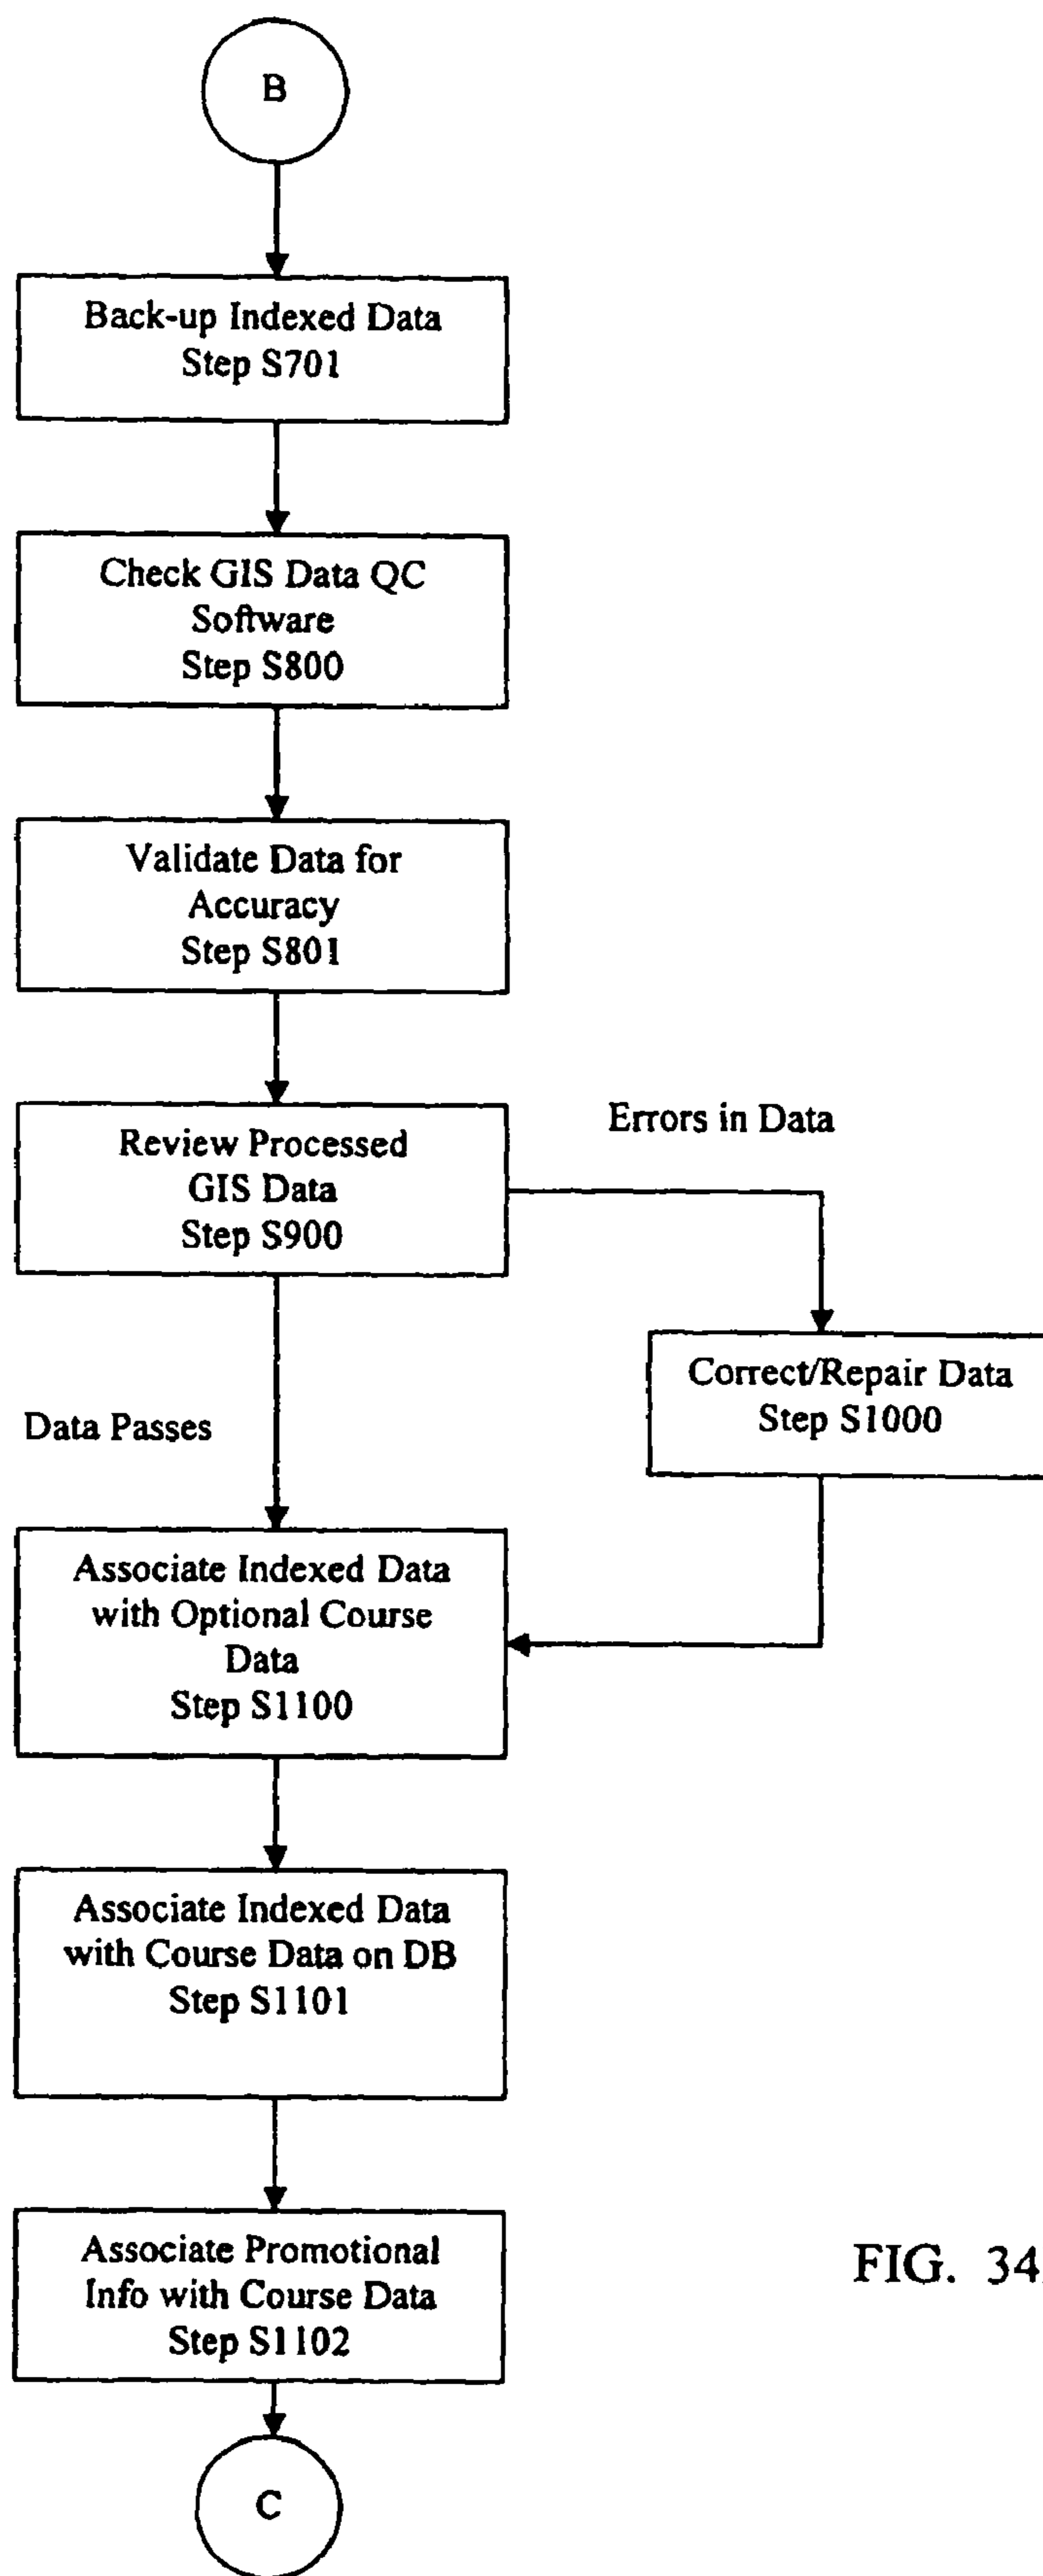 B
Back-up Indexed Data
Step S701
Check GIS Data QC
Software
Step S800
Validate Data for
Accuracy
Step S801
Review Processed
GIS Data
Step S900
Errors in Data
Correct/Repair Data
Step S1000
Data Passes
Associate Indexed Data
with Optional Course
Data
Step S1100
Associate Indexed Data
with Course Data on DB
Step S1101
Associate Promotional
Info with Course Data
Step S1102
FIG. 34
C